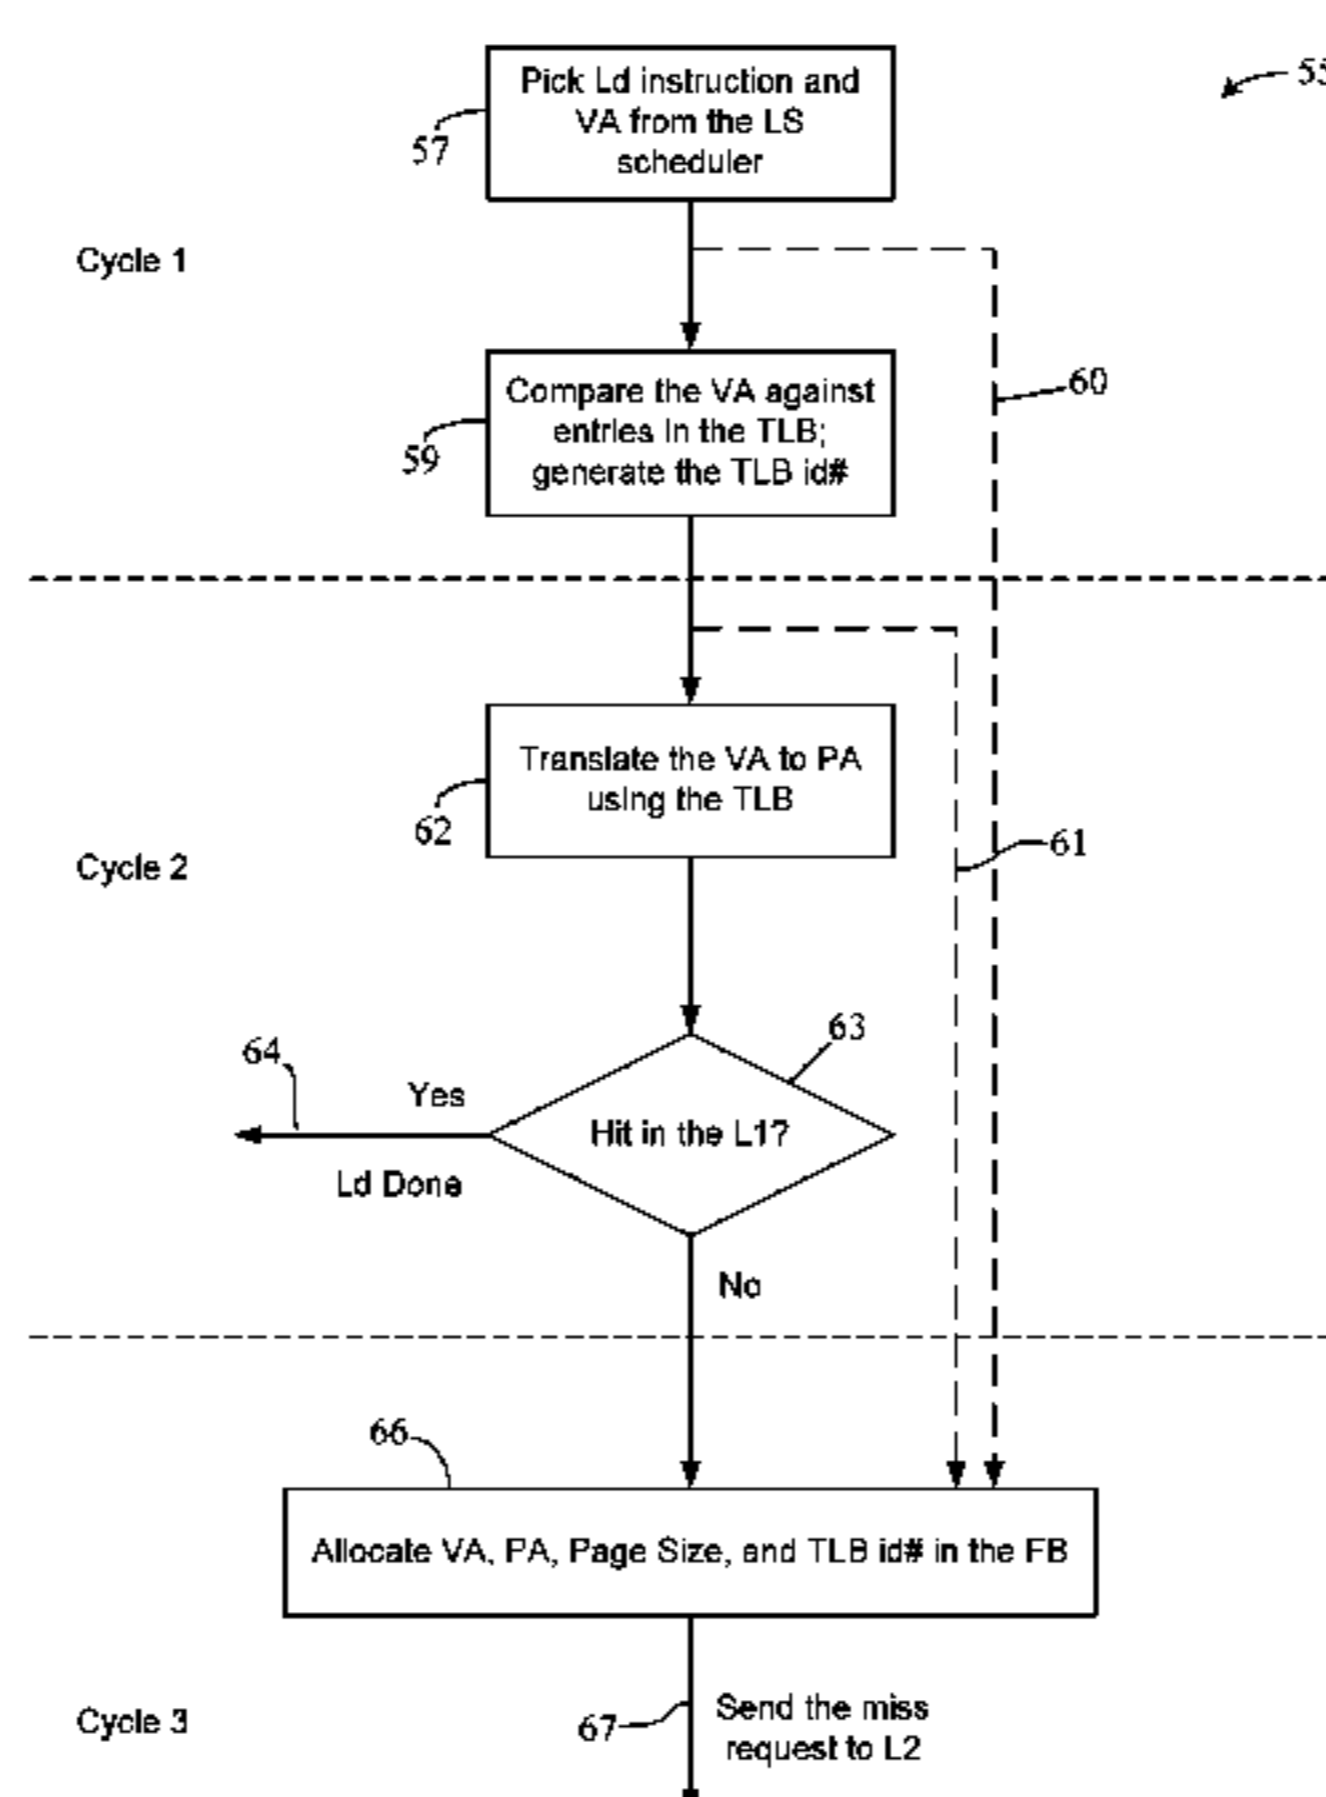 55
Pick Ld instruction and
VA from the LS
scheduler
57
Cycle 1
60
Compare the VA against
entries in the TLB;
generate the TLB id#
59
Translate the VA to PA
using the TLB
62
61
Cycle 2
63
64
Yes
Hit in the L1?
Ld Done
No
66
Allocate VA, PA, Page Size, and TLB id# in the FB
Cycle 3
67
Send the miss
request to L2